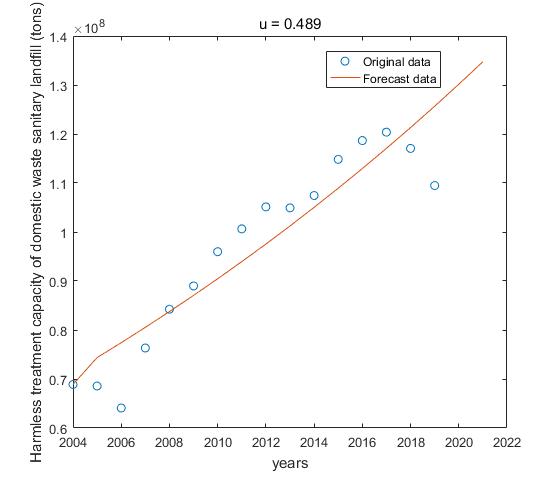 u = 0.489
×10⁸
1.4
1.3
1.2
1.1
1
0.9
0.8
0.7
0.6
Harmless treatment capacity of domestic waste sanitary landfill (tons)
Original data
Forecast data
2004 2006 2008 2010 2012 2014 2016 2018 2020 2022
years